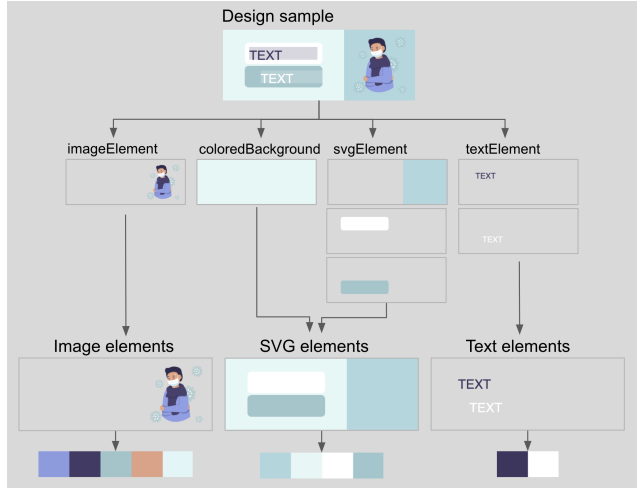 Design sample
TEXT
TEXT
imageElement
coloredBackground
svgElement
textElement
TEXT
TEXT
Image elements
SVG elements
Text elements
TEXT
TEXT